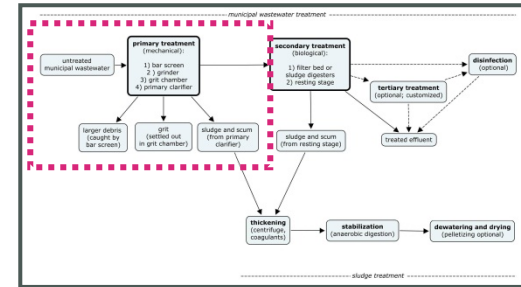 municipal wastewater treatment
untreated
municipal wastewater
primary treatment
(mechanical):
1) bar screen
2 ) grinder
3) grit chamber
4) primary clarifier
secondary treatment
(biological):
1) filter bed or
sludge digesters
2) resting stage
disinfection
(optional)
tertiary treatment
(optional; customized)
larger debris
(caught by
bar screen)
grit
(settled out
in grit chamber)
sludge and scum
(from primary
clarifier)
sludge and scum
(from resting stage)
treated effluent
thickening
(centrifuge,
coagulants)
stabilization
(anaerobic digestion)
dewatering and drying
(pelletizing optional)
sludge treatment